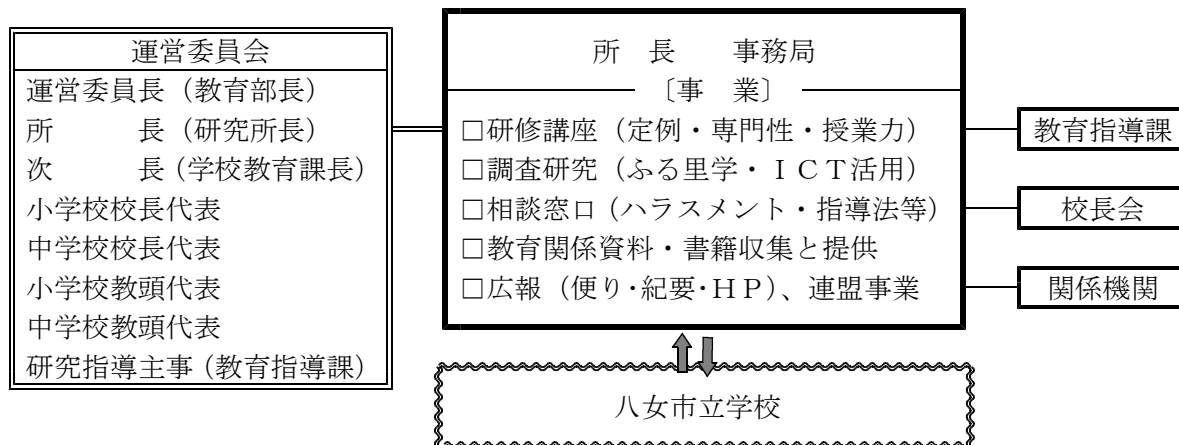 運営委員会
運営委員長（教育部長）
所　　　長（研究所長）
次　　　長（学校教育課長）
小学校校長代表
中学校校長代表
小学校教頭代表
中学校教頭代表
研究指導主事（教育指導課）
所　長　　事務局
〔事　業〕
□研修講座（定例・専門性・授業力）
□調査研究（ふる里学・ＩＣＴ活用）
□相談窓口（ハラスメント・指導法等）
□教育関係資料・書籍収集と提供
□広報（便り・紀要・ＨＰ）、連盟事業
教育指導課
校長会
関係機関
八女市立学校